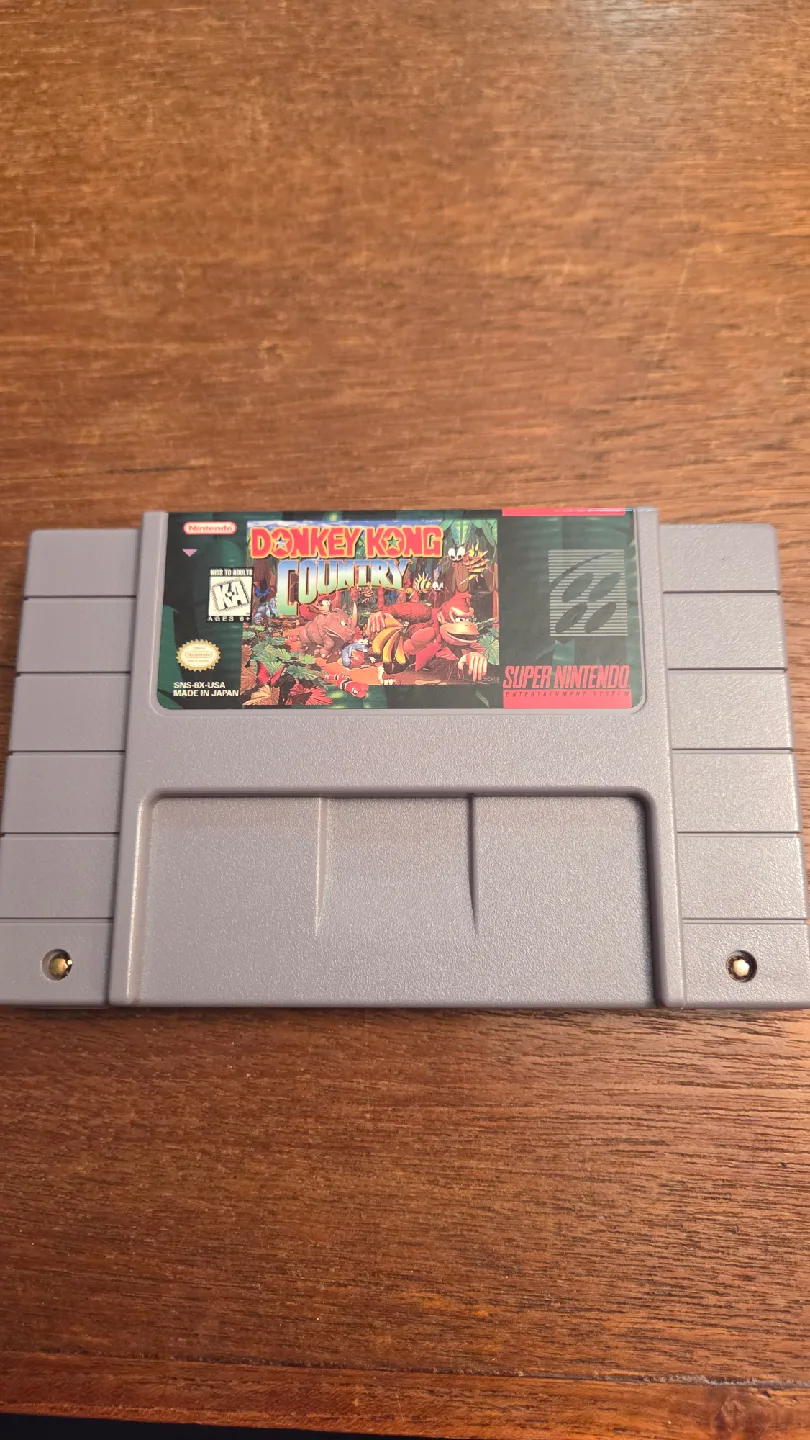 Nintendo
DONKEY KONG
COUNTRY
KIDS TO ADULTS
K-A
AGES 6+
Nintendo
SNS-8X-USA
MADE IN JAPAN
SUPER NINTENDO
ENTERTAINMENT SYSTEM